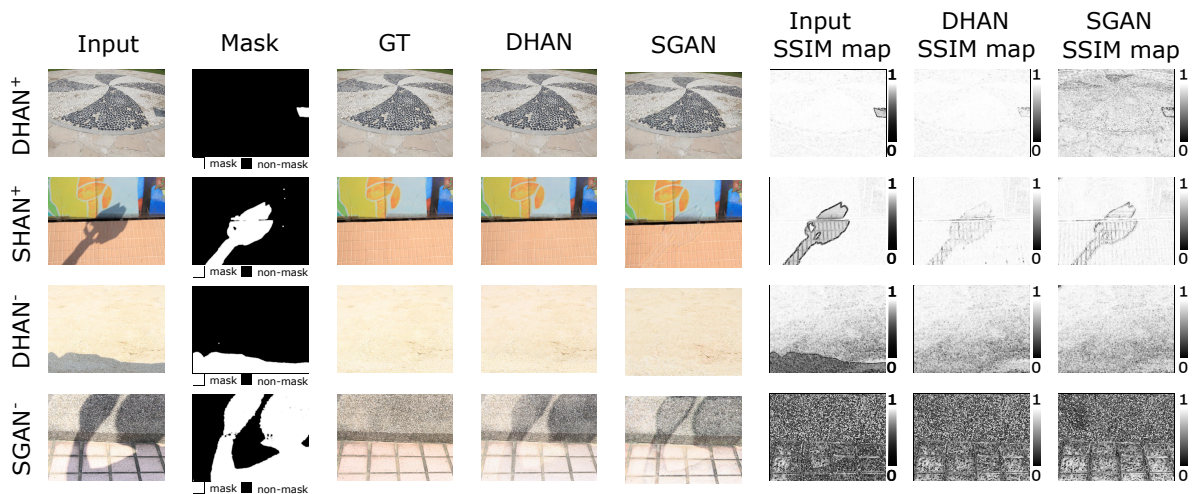 Input Mask GT DHAN SGAN Input SSIM map DHAN SSIM map SGAN SSIM map
DHAN⁺
1 1 1
0 0 0
mask non-mask
SHAN⁺
1 1 1
0 0 0
mask non-mask
DHAN⁻
1 1 1
0 0 0
mask non-mask
SGAN⁻
1 1 1
0 0 0
mask non-mask